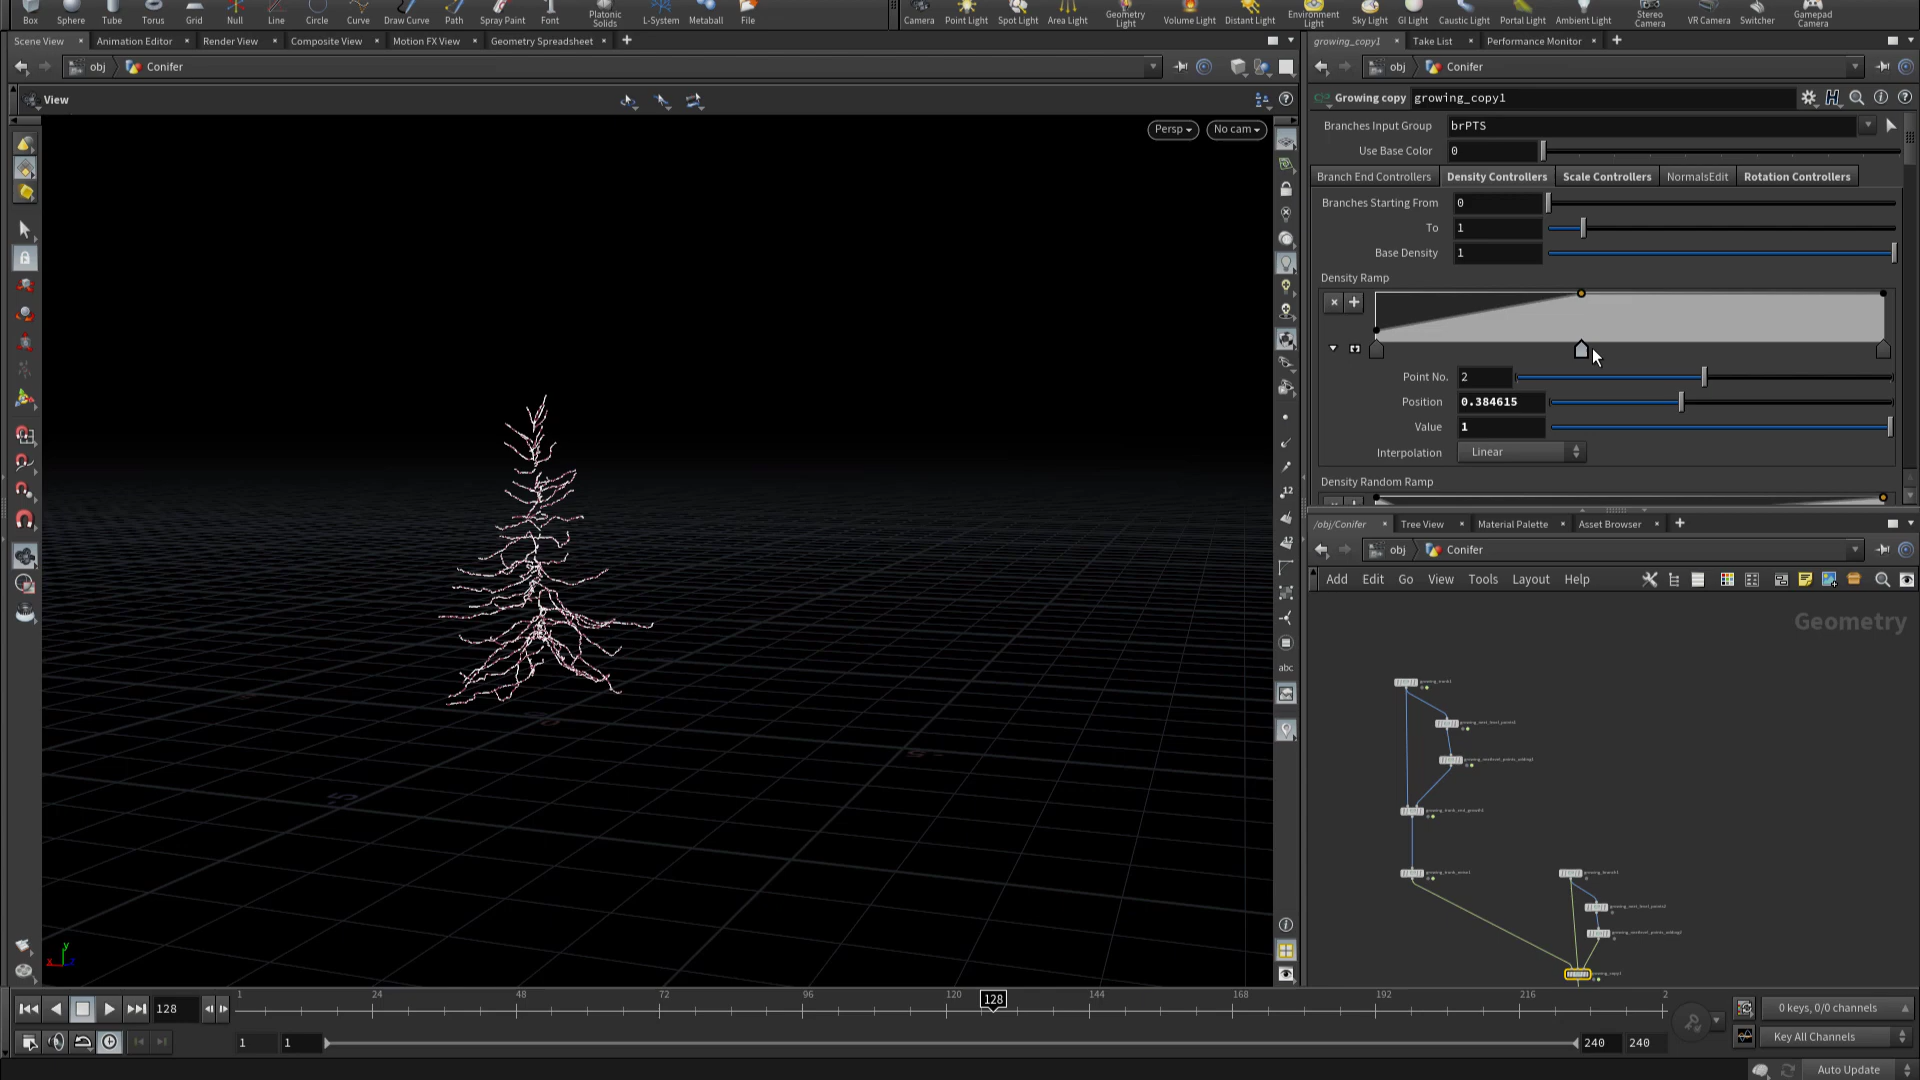 Box Sphere Tube Torus Grid Null Line Circle Curve Draw Curve Path Spray Paint Font Platonic Solids L-System Metaball File
Camera Point Light Spot Light Area Light Geometry Light Volume Light Distant Light Environment Light Sky Light GI Light Caustic Light Portal Light Ambient Light Stereo Camera VR Camera Switcher Gamepad Camera
Scene View × Animation Editor × Render View × Composite View × Motion FX View × Geometry Spreadsheet × +
growing_copy1 × Take List × Performance Monitor × +
obj Conifer
obj Conifer
View
Growing copy growing_copy1
Persp No cam
Branches Input Group brPTS
Use Base Color 0
Branch End Controllers Density Controllers Scale Controllers NormalsEdit Rotation Controllers
Branches Starting From 0
To 1
Base Density 1
Density Ramp
Point No. 2
Position 0.384615
Value 1
Interpolation Linear
Density Random Ramp
/obj/Conifer × Tree View × Material Palette × Asset Browser × +
obj Conifer
Add Edit Go View Tools Layout Help
Geometry
12
12
abc
y
x z
128
1 24 48 72 96 120 128 144 168 192 216 2
0 keys, 0/0 channels
1 1 240 240
Key All Channels
Auto Update